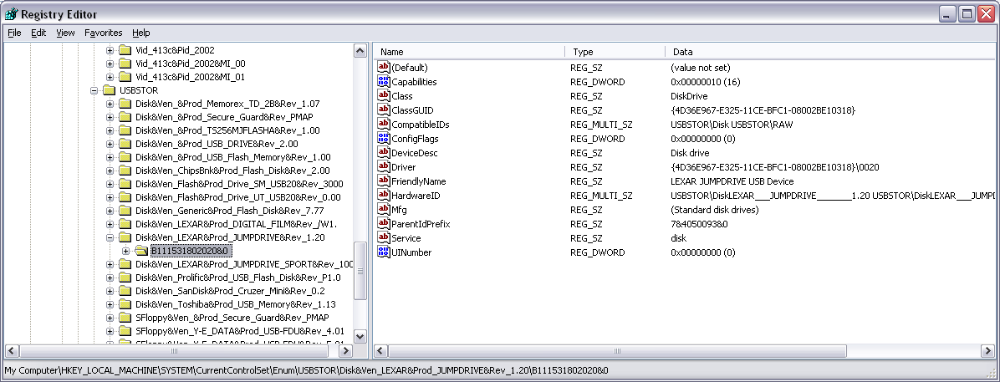 Registry Editor
File Edit View Favorites Help
Vid_413c&Pid_2002
Vid_413c&Pid_2002&MI_00
Vid_413c&Pid_2002&MI_01
USBSTOR
Disk&Ven_&Prod_Memorex_TD_2B&Rev_1.07
Disk&Ven_&Prod_Secure_Guard&Rev_PMAP
Disk&Ven_&Prod_TS256MJFLASHA&Rev_1.00
Disk&Ven_&Prod_USB_DRIVE&Rev_2.00
Disk&Ven_&Prod_USB_Flash_Memory&Rev_1.00
Disk&Ven_ChipsBnk&Prod_Flash_Disk&Rev_2.00
Disk&Ven_Flash&Prod_Drive_SM_USB20&Rev_3000
Disk&Ven_Flash&Prod_Drive_UT_USB20&Rev_0.00
Disk&Ven_Generic&Prod_Flash_Disk&Rev_7.77
Disk&Ven_LEXAR&Prod_DIGITAL_FILM&Rev_/W1.
Disk&Ven_LEXAR&Prod_JUMPDRIVE&Rev_1.20
B111531802020&0
Disk&Ven_LEXAR&Prod_JUMPDRIVE_SPORT&Rev_100
Disk&Ven_Prolific&Prod_USB_Flash_Disk&Rev_P1.0
Disk&Ven_SanDisk&Prod_Cruzer_Mini&Rev_0.2
Disk&Ven_Toshiba&Prod_USB_Memory&Rev_1.13
SFloppy&Ven_&Prod_Secure_Guard&Rev_PMAP
SFloppy&Ven_Y-E_DATA&Prod_USB-FDU&Rev_4.01
SFloppy&Ven_Y-E_DATA&Prod_USB-FDU&Rev_5.01
Name Type Data
(Default) REG_SZ (value not set)
Capabilities REG_DWORD 0x00000010 (16)
Class REG_SZ DiskDrive
ClassGUID REG_SZ {4D36E967-E325-11CE-BFC1-08002BE10318}
CompatibleIDs REG_MULTI_SZ USBSTOR\Disk USBSTOR\RAW
ConfigFlags REG_DWORD 0x00000000 (0)
DeviceDesc REG_SZ Disk drive
Driver REG_SZ {4D36E967-E325-11CE-BFC1-08002BE10318}\0020
FriendlyName REG_SZ LEXAR JUMPDRIVE USB Device
HardwareID REG_MULTI_SZ USBSTOR\DiskLEXAR___JUMPDRIVE_______1.20 USBSTOR\DiskLEXAR___JUMPD
Mfg REG_SZ (Standard disk drives)
ParentIdPrefix REG_SZ 7&4050093&0
Service REG_SZ disk
UINumber REG_DWORD 0x00000000 (0)
My Computer\HKEY_LOCAL_MACHINE\SYSTEM\CurrentControlSet\Enum\USBSTOR\Disk&Ven_LEXAR&Prod_JUMPDRIVE&Rev_1.20\B111531802020&0